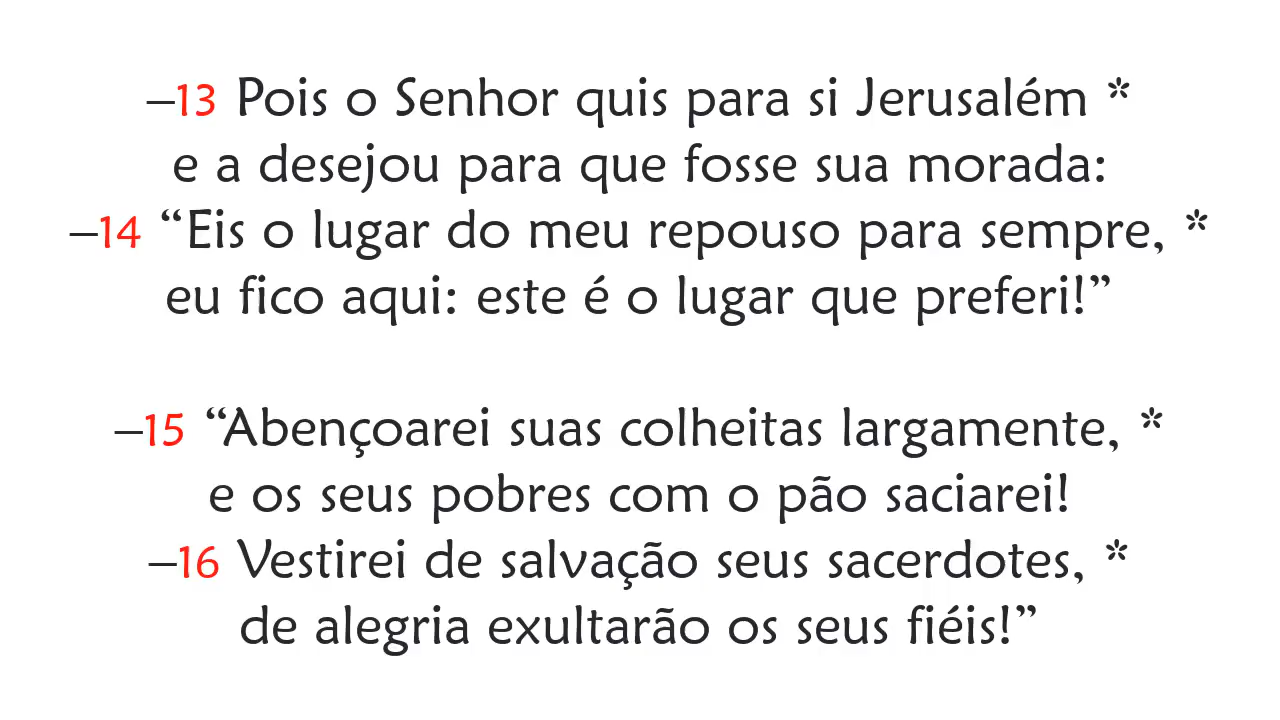 –13 Pois o Senhor quis para si Jerusalém *
e a desejou para que fosse sua morada:
–14 “Eis o lugar do meu repouso para sempre, *
eu fico aqui: este é o lugar que preferi!”
–15 “Abençoarei suas colheitas largamente, *
e os seus pobres com o pão saciarei!
–16 Vestirei de salvação seus sacerdotes, *
de alegria exultarão os seus fiéis!”